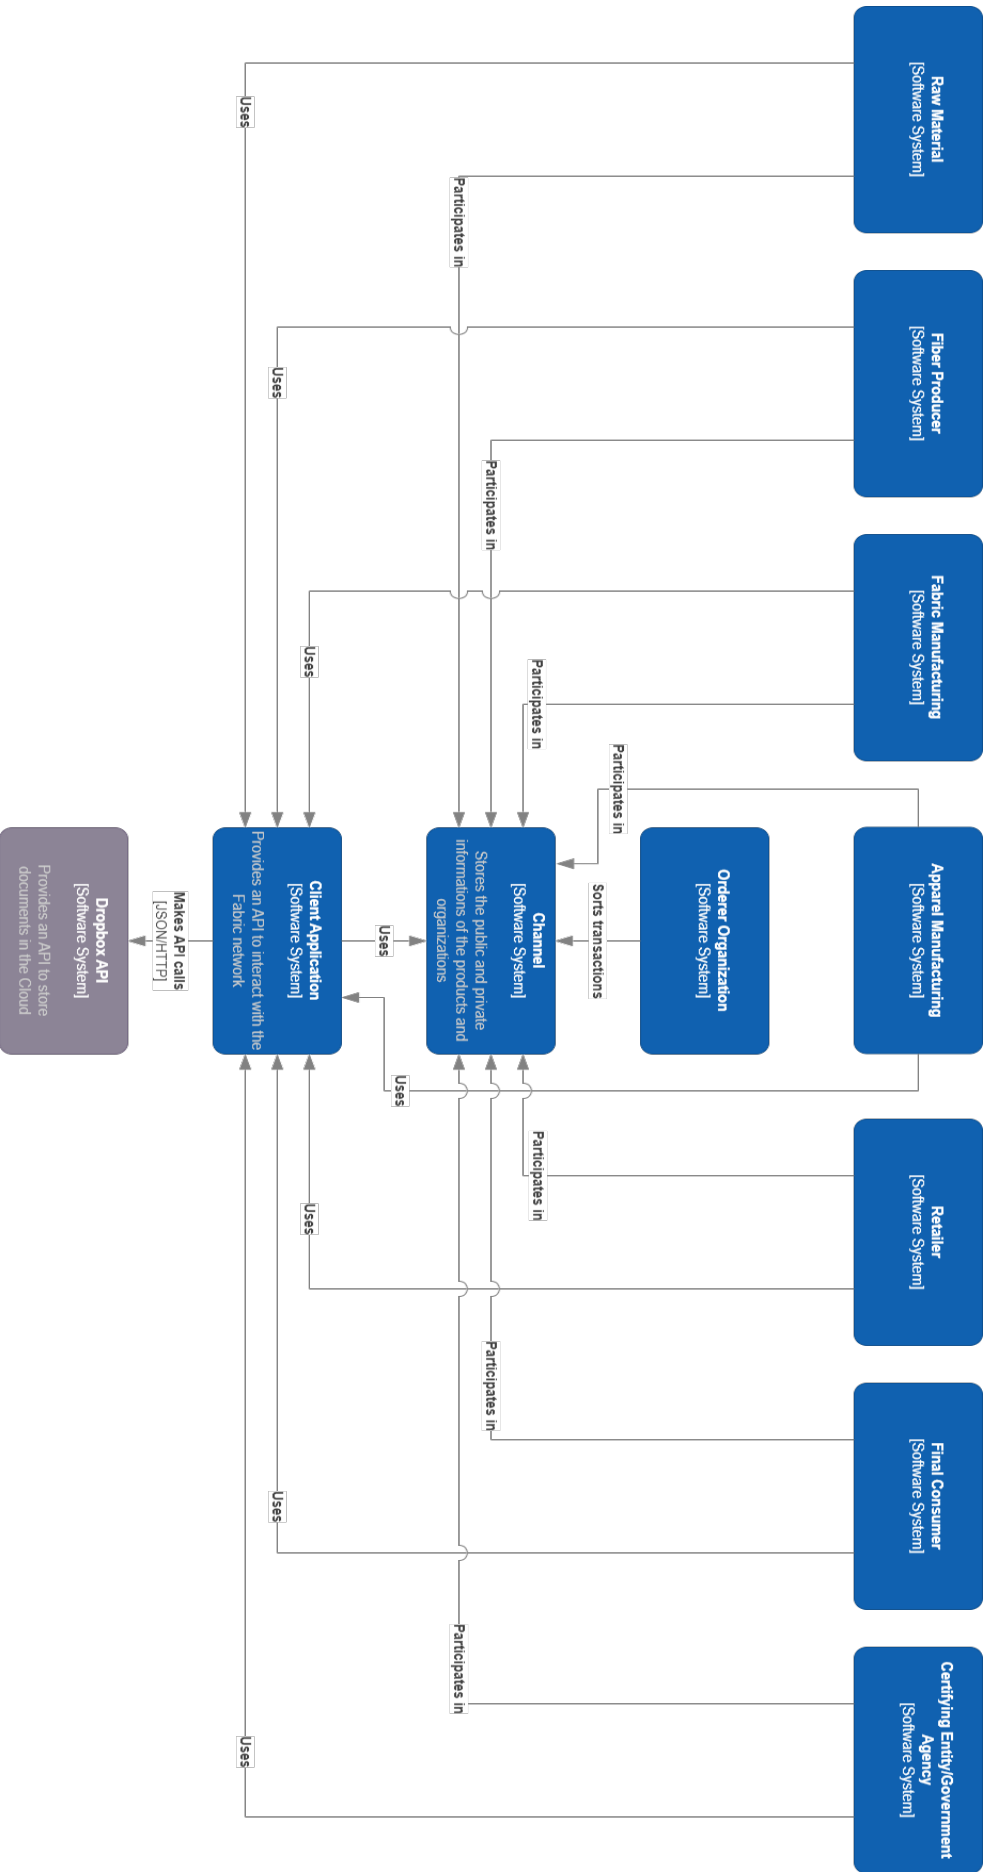 Raw Material
[Software System]
Fiber Producer
[Software System]
Fabric Manufacturing
[Software System]
Apparel Manufacturing
[Software System]
Retailer
[Software System]
Final Consumer
[Software System]
Certifying Entity/Government
Agency
[Software System]
Participates in
Orderer Organization
[Software System]
Sorts transactions
Participates in
Participates in
Participates in
Participates in
Participates in
Participates in
Channel
[Software System]
Stores the public and private
informations of the products and
organizations
Uses
Uses
Uses
Uses
Uses
Uses
Uses
Uses
Client Application
[Software System]
Provides an API to interact with the
Fabric network
Makes API calls
[JSON/HTTP]
Dropbox API
[Software System]
Provides an API to store
documents in the Cloud